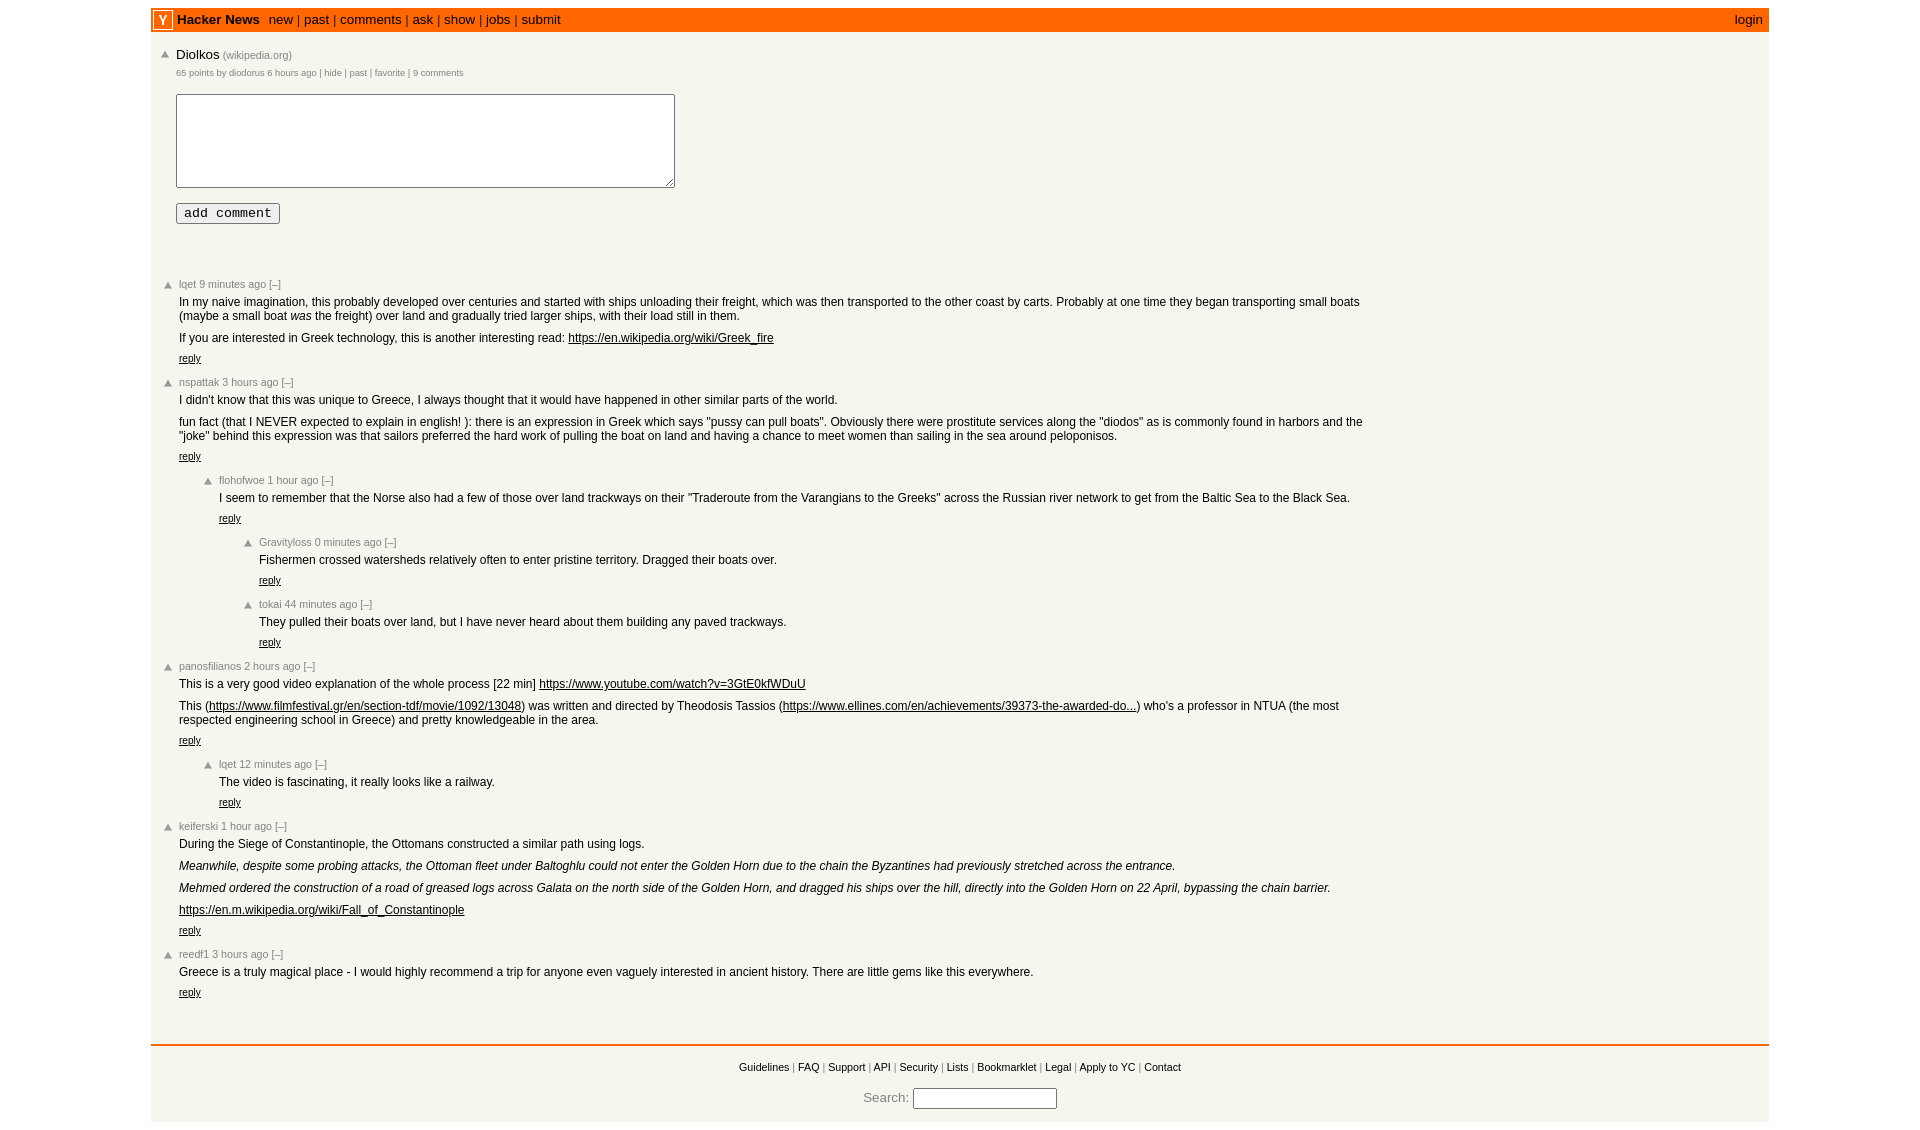 Y Hacker News new | past | comments | ask | show | jobs | submit login
Diolkos (wikipedia.org)
65 points by diodorus 6 hours ago | hide | past | favorite | 9 comments
add comment
lqet 9 minutes ago [–]
In my naive imagination, this probably developed over centuries and started with ships unloading their freight, which was then transported to the other coast by carts. Probably at one time they began transporting small boats
(maybe a small boat was the freight) over land and gradually tried larger ships, with their load still in them.
If you are interested in Greek technology, this is another interesting read: https://en.wikipedia.org/wiki/Greek_fire
reply
nspattak 3 hours ago [–]
I didn't know that this was unique to Greece, I always thought that it would have happened in other similar parts of the world.
fun fact (that I NEVER expected to explain in english! ): there is an expression in Greek which says "pussy can pull boats". Obviously there were prostitute services along the "diodos" as is commonly found in harbors and the
"joke" behind this expression was that sailors preferred the hard work of pulling the boat on land and having a chance to meet women than sailing in the sea around peloponisos.
reply
flohofwoe 1 hour ago [–]
I seem to remember that the Norse also had a few of those over land trackways on their "Traderoute from the Varangians to the Greeks" across the Russian river network to get from the Baltic Sea to the Black Sea.
reply
Gravityloss 0 minutes ago [–]
Fishermen crossed watersheds relatively often to enter pristine territory. Dragged their boats over.
reply
tokai 44 minutes ago [–]
They pulled their boats over land, but I have never heard about them building any paved trackways.
reply
panosfilianos 2 hours ago [–]
This is a very good video explanation of the whole process [22 min] https://www.youtube.com/watch?v=3GtE0kfWDuU
This (https://www.filmfestival.gr/en/section-tdf/movie/1092/13048) was written and directed by Theodosis Tassios (https://www.ellines.com/en/achievements/39373-the-awarded-do...) who's a professor in NTUA (the most
respected engineering school in Greece) and pretty knowledgeable in the area.
reply
lqet 12 minutes ago [–]
The video is fascinating, it really looks like a railway.
reply
keiferski 1 hour ago [–]
During the Siege of Constantinople, the Ottomans constructed a similar path using logs.
Meanwhile, despite some probing attacks, the Ottoman fleet under Baltoghlu could not enter the Golden Horn due to the chain the Byzantines had previously stretched across the entrance.
Mehmed ordered the construction of a road of greased logs across Galata on the north side of the Golden Horn, and dragged his ships over the hill, directly into the Golden Horn on 22 April, bypassing the chain barrier.
https://en.m.wikipedia.org/wiki/Fall_of_Constantinople
reply
reedf1 3 hours ago [–]
Greece is a truly magical place - I would highly recommend a trip for anyone even vaguely interested in ancient history. There are little gems like this everywhere.
reply
Guidelines | FAQ | Support | API | Security | Lists | Bookmarklet | Legal | Apply to YC | Contact
Search: